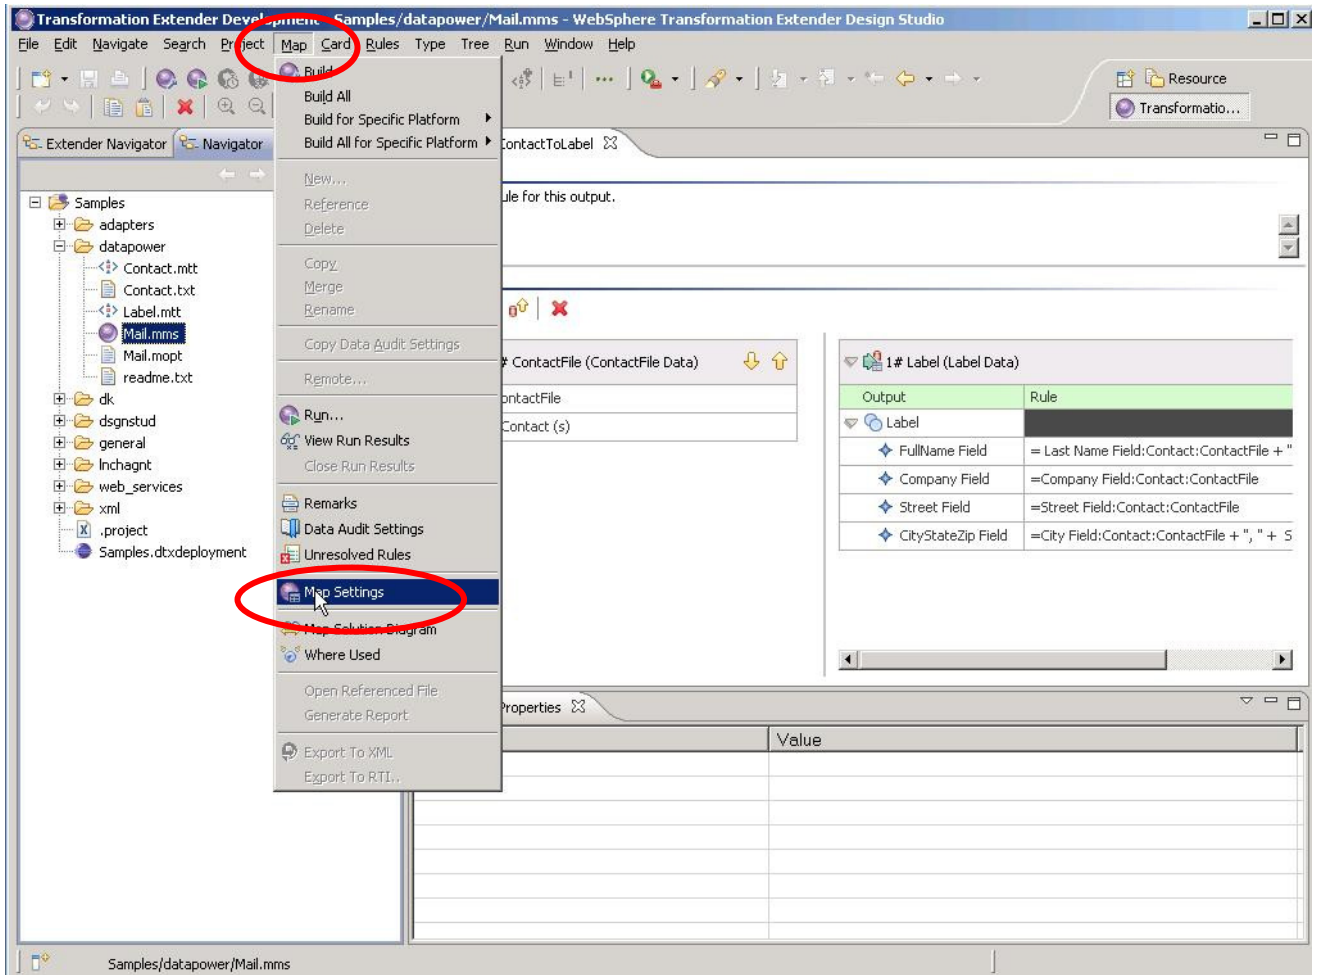 Transformation Extender Development - Samples/datapower/Mail.mms - WebSphere Transformation Extender Design Studio
File Edit Navigate Search Project Map Card Rules Type Tree Run Window Help
Resource
Transformatio...
Extender Navigator Navigator
ContactToLabel
Samples
adapters
datapower
Contact.mtt
Contact.txt
Label.mtt
Mail.mms
Mail.mopt
readme.txt
dk
dsgnstud
general
lnchagnt
web_services
xml
.project
Samples.dtxdeployment
Build
Build All
Build for Specific Platform
Build All for Specific Platform
New...
Reference
Delete
Copy
Merge
Rename
Copy Data Audit Settings
Remote...
Run...
View Run Results
Close Run Results
Remarks
Data Audit Settings
Unresolved Rules
Map Settings
Map Solution Diagram
Where Used
Open Referenced File
Generate Report
Export To XML
Export To RTI..
ule for this output.
# ContactFile (ContactFile Data)
ontactFile
Contact (s)
1# Label (Label Data)
Output Rule
Label
FullName Field = Last Name Field:Contact:ContactFile + "
Company Field =Company Field:Contact:ContactFile
Street Field =Street Field:Contact:ContactFile
CityStateZip Field =City Field:Contact:ContactFile + ", " + S
Properties
Value
Samples/datapower/Mail.mms